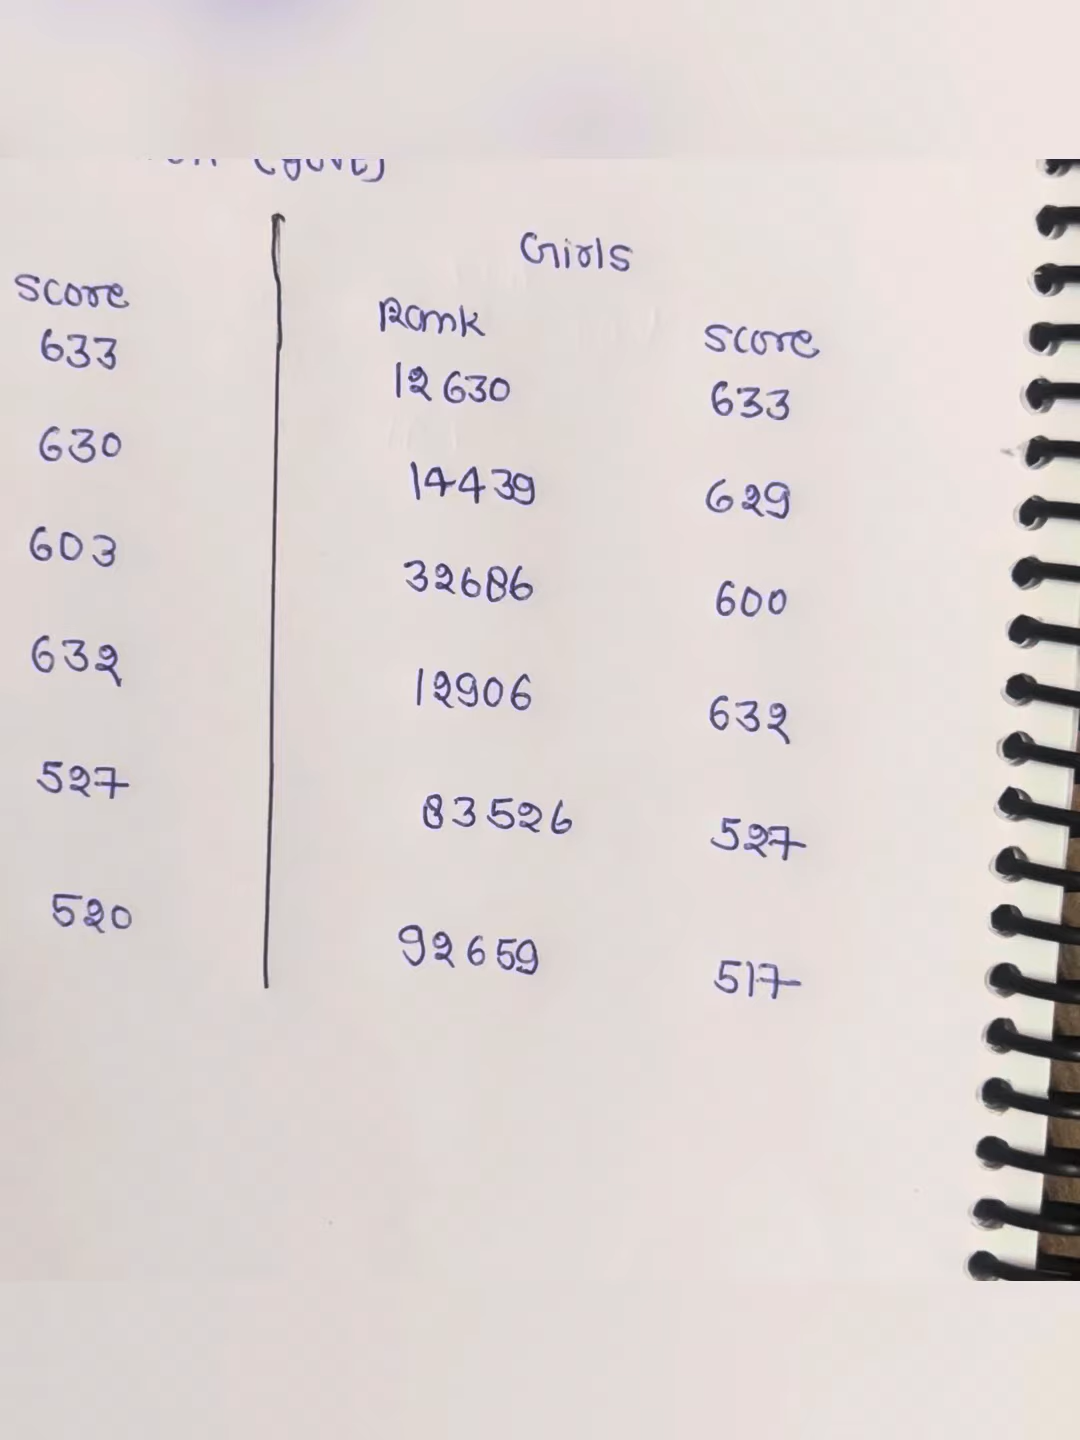 (govt)
Girls
Score Rank Score
633 12630 633
630 14439 629
603 32686 600
632 12906 632
527 83526 527
520 92659 517